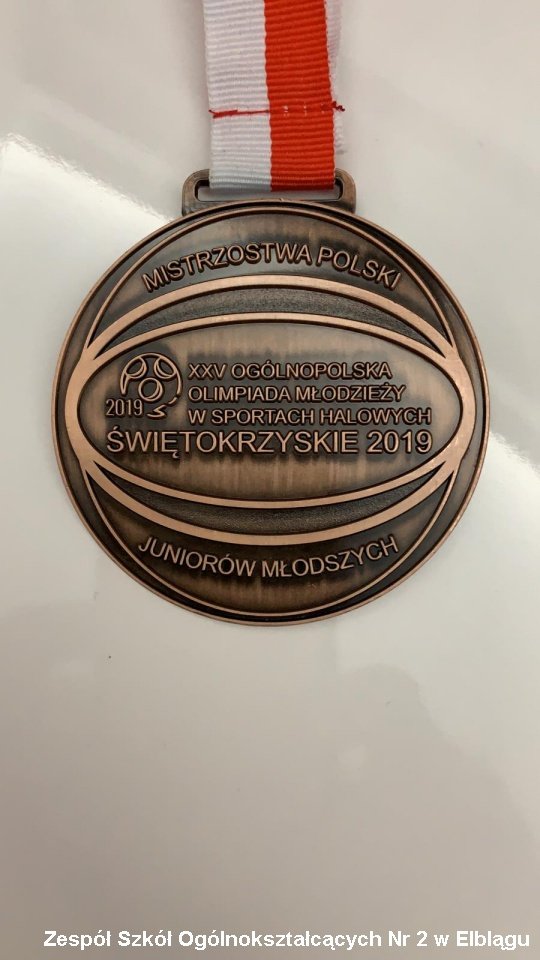 MISTRZOSTWA POLSKI
XXV OGÓLNOPOLSKA
OLIMPIADA MŁODZIEŻY
W SPORTACH HALOWYCH
2019
ŚWIĘTOKRZYSKIE 2019
JUNIORÓW MŁODSZYCH
Zespół Szkół Ogólnokształcących Nr 2 w Elblągu